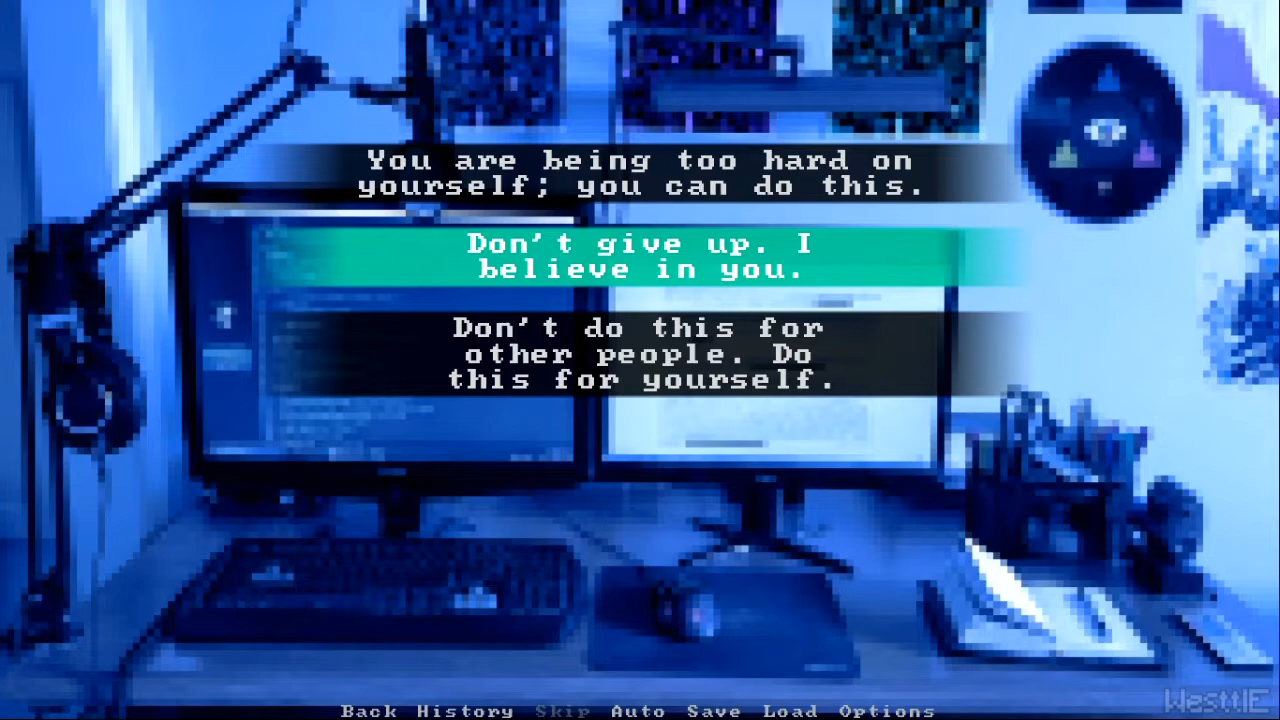 You are being too hard on
yourself; you can do this.
Don't give up. I
believe in you.
Don't do this for
other people. Do
this for yourself.
Back History Skip Auto Save Load Options
WesttIE